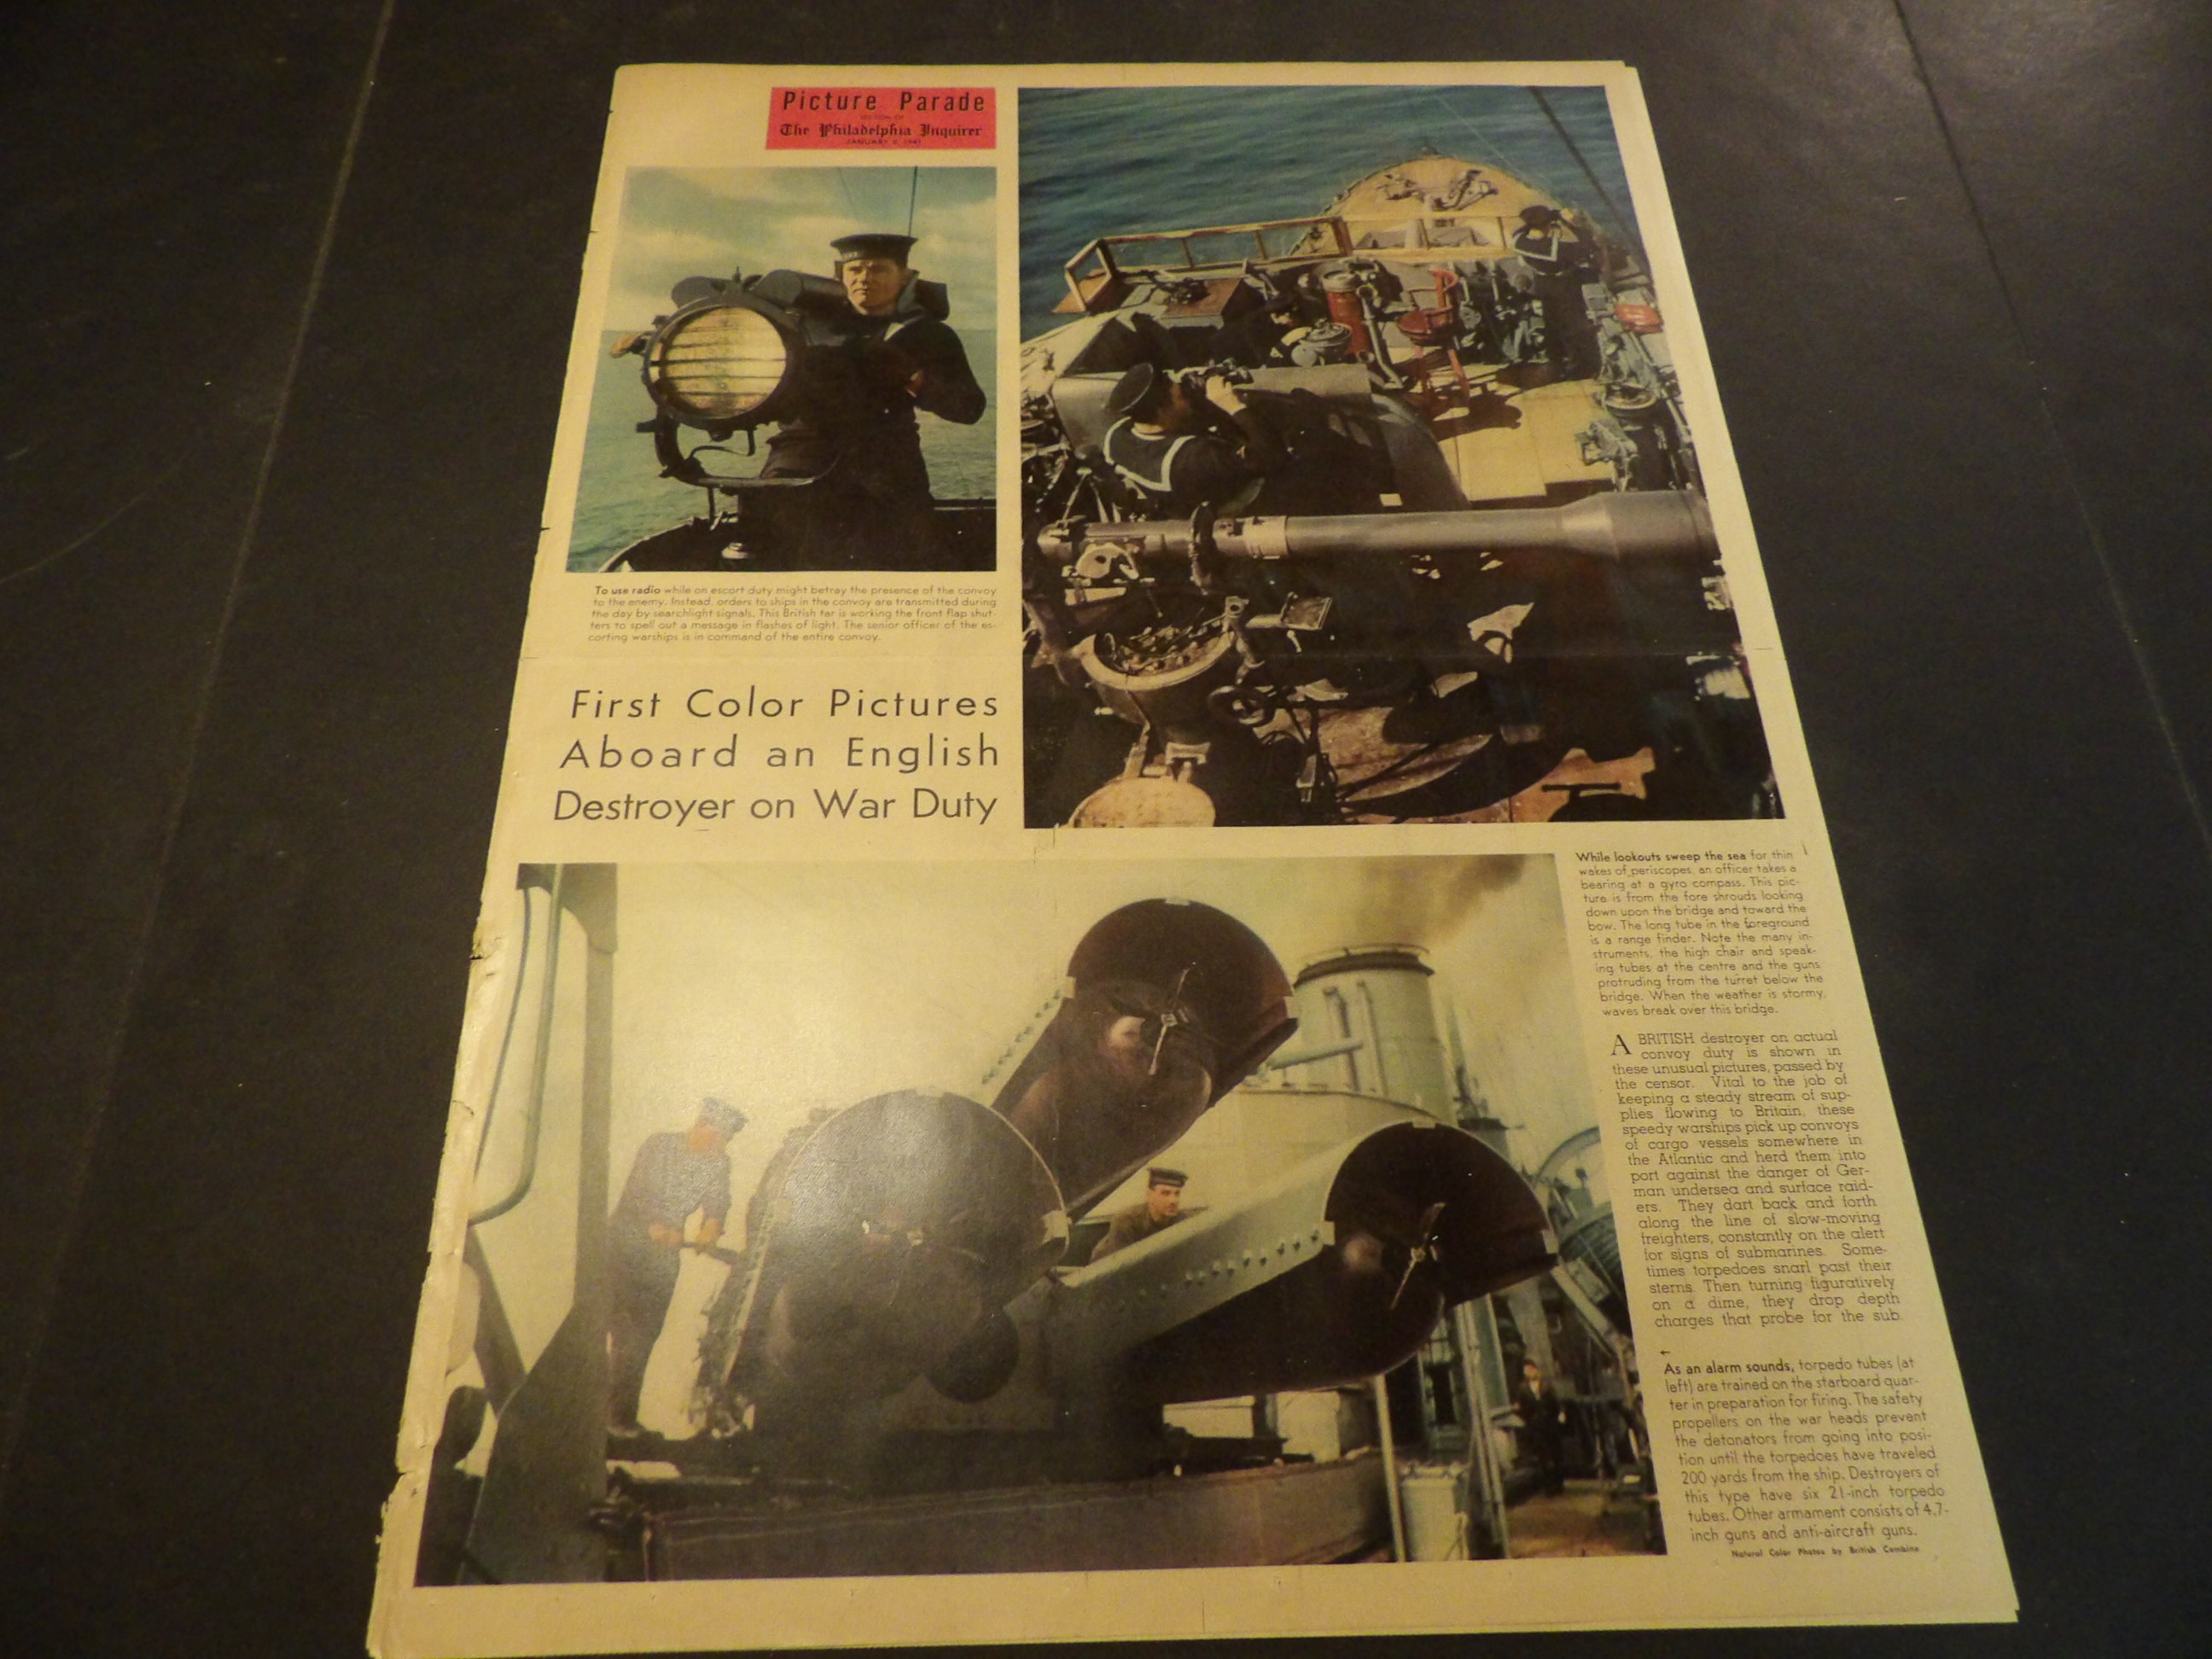 Picture Parade
SECTION OF
The Philadelphia Inquirer
JANUARY 1941
To use radio while on escort duty might betray the presence of the convoy
to the enemy. Instead, orders to ships in the convoy are transmitted during
the day by searchlight signals. This British tar is working the front flap shut-
ters to spell out a message in flashes of light. The senior officer of the es-
corting warships is in command of the entire convoy.
First Color Pictures
Aboard an English
Destroyer on War Duty
While lookouts sweep the sea for thin
wakes of periscopes, an officer takes a
bearing at a gyro compass. This pic-
ture is from the fore shrouds looking
down upon the bridge and toward the
bow. The long tube in the foreground
is a range finder. Note the many in-
struments, the high chair and speak-
ing tubes at the centre and the guns
protruding from the turret below the
bridge. When the weather is stormy,
waves break over this bridge.
A BRITISH destroyer on actual
convoy duty is shown in
these unusual pictures, passed by
the censor. Vital to the job of
keeping a steady stream of sup-
plies flowing to Britain, these
speedy warships pick up convoys
of cargo vessels somewhere in
the Atlantic and herd them into
port against the danger of Ger-
man undersea and surface raid-
ers. They dart back and forth
along the line of slow-moving
freighters, constantly on the alert
for signs of submarines. Some-
times torpedoes snarl past their
sterns. Then turning figuratively
on a dime, they drop depth
charges that probe for the sub.
As an alarm sounds, torpedo tubes (at
left) are trained on the starboard quar-
ter in preparation for firing. The safety
propellers on the war heads prevent
the detonators from going into posi-
tion until the torpedoes have traveled
200 yards from the ship. Destroyers of
this type have six 21-inch torpedo
tubes. Other armament consists of 4.7-
inch guns and anti-aircraft guns.
Natural Color Photos by British Combine